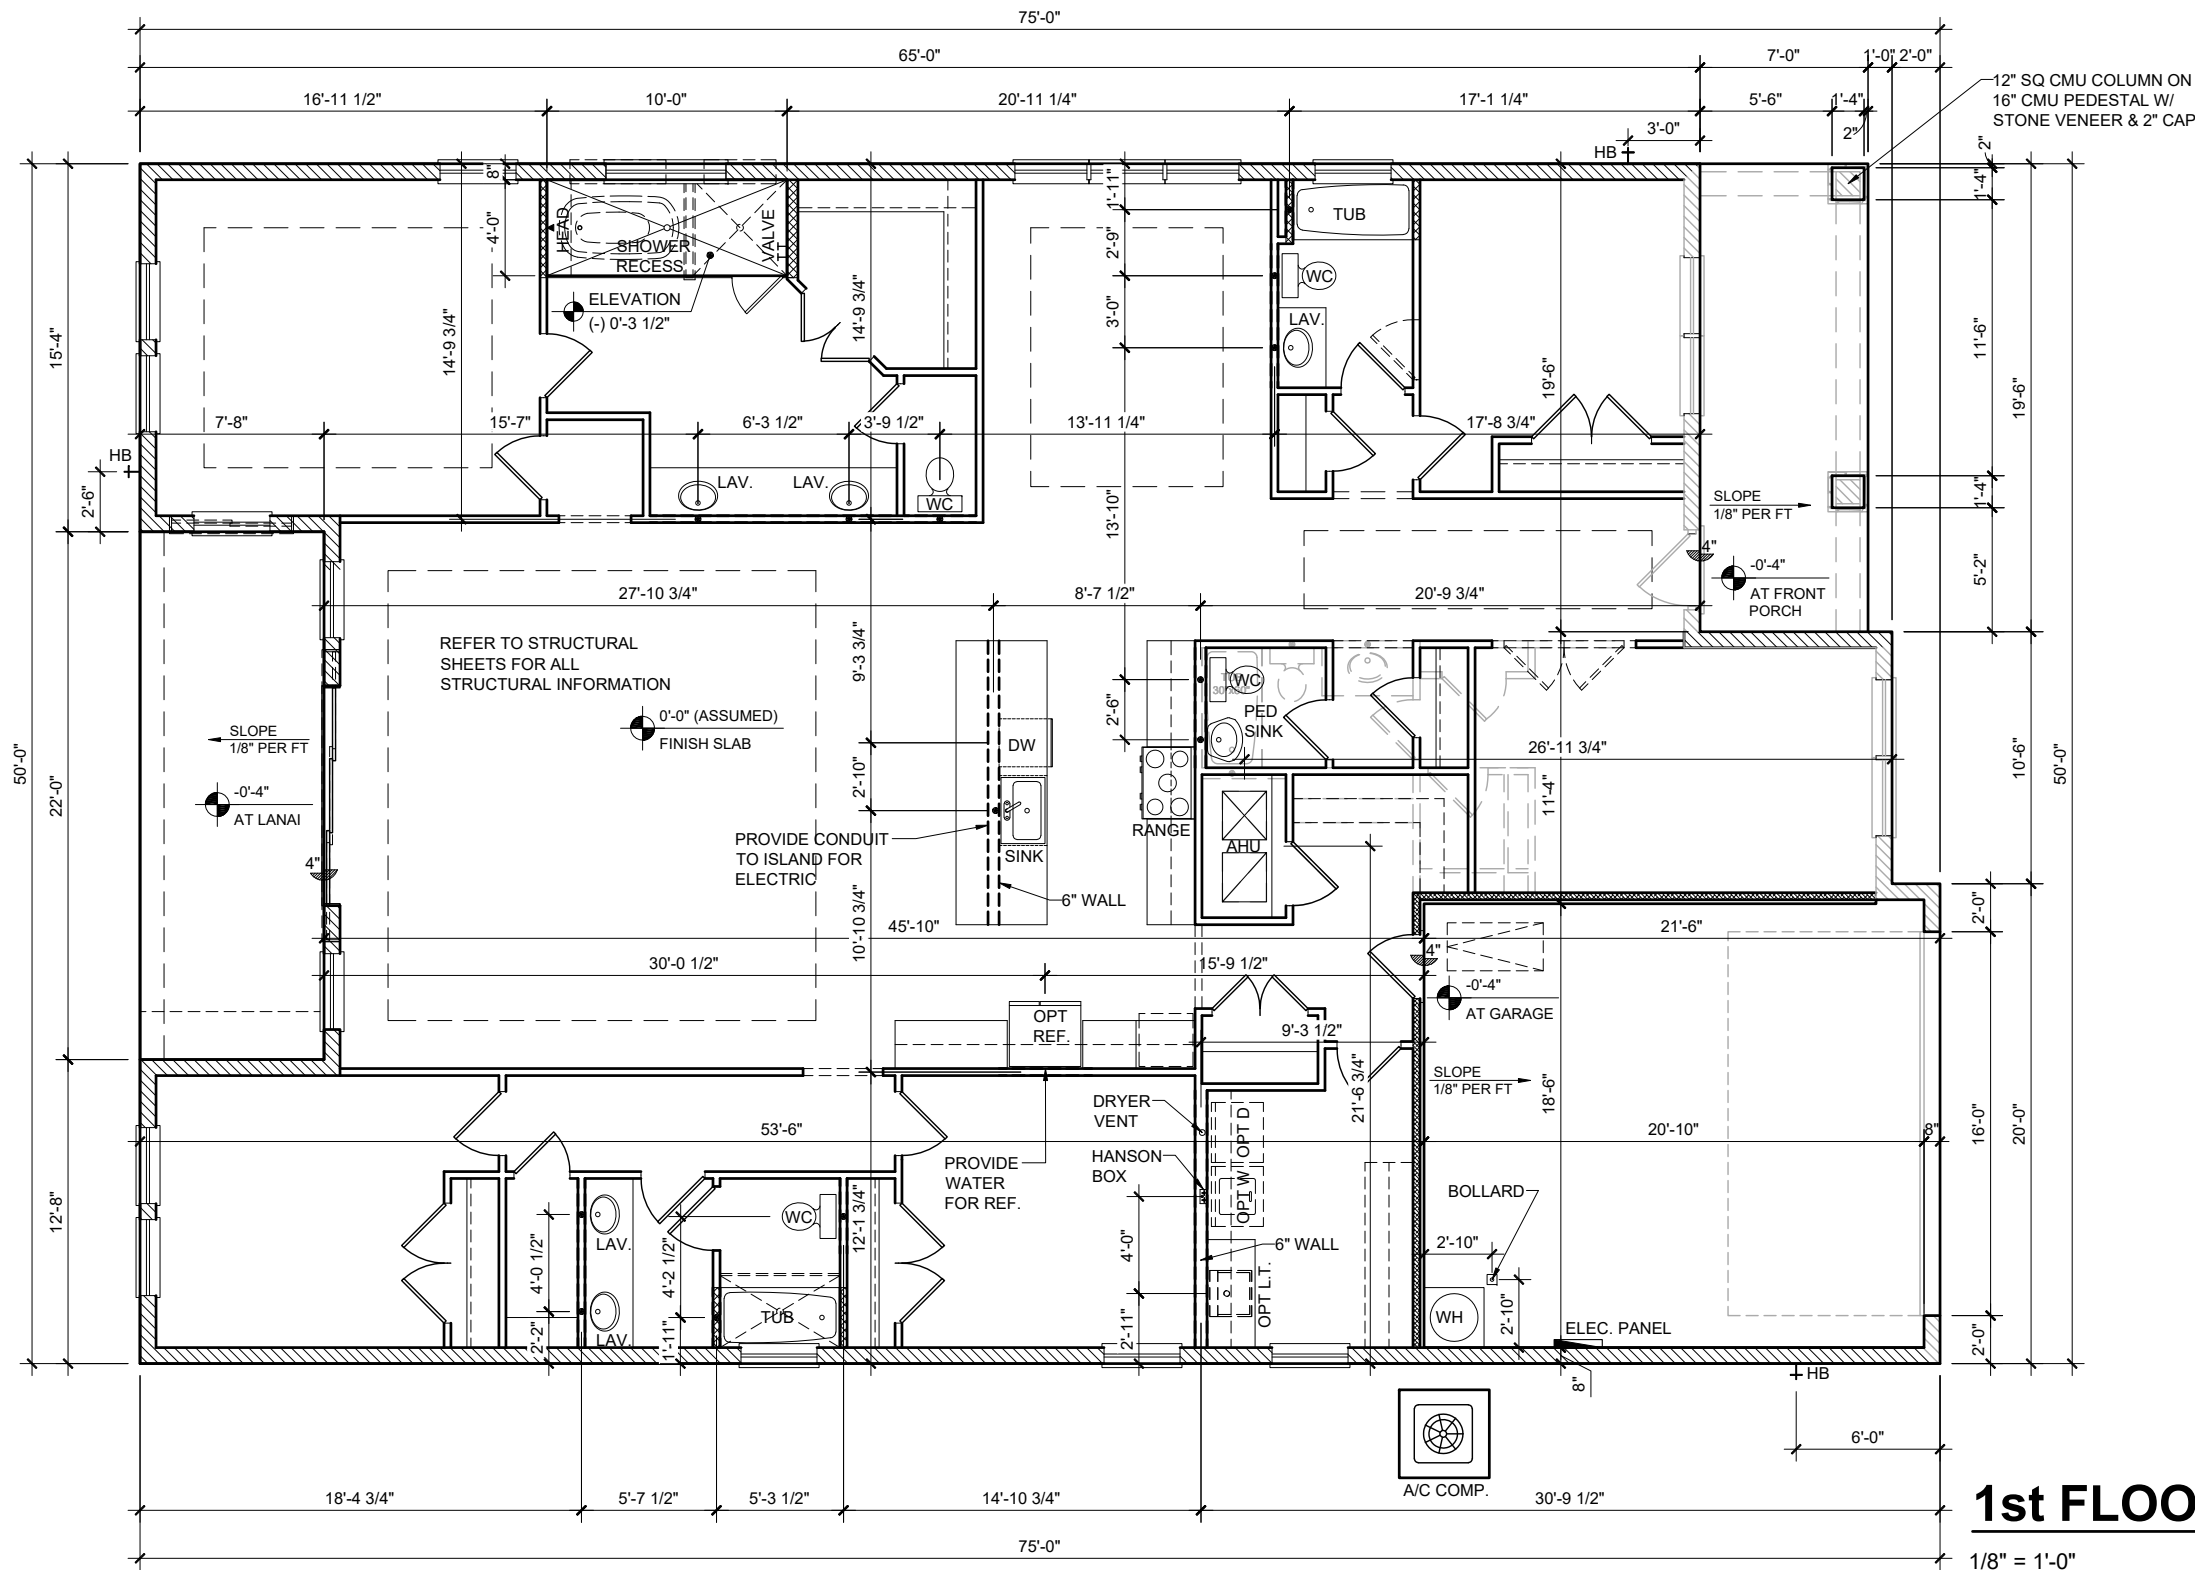 75'-0"
65'-0"
7'-0"
1'-0"
2'-0"
16'-11 1/2"
10'-0"
20'-11 1/4"
17'-1 1/4"
5'-6"
1'-4"
2"
3'-0"
12" SQ CMU COLUMN ON
16" CMU PEDESTAL W/
STONE VENEER & 2" CAP
HB
8"
4'-0"
HEAD
SHOWER
RECESS
VALVE
ELEVATION
(-) 0'-3 1/2"
14'-9 3/4"
14'-9 3/4"
1'-11"
2'-9"
3'-0"
TUB
WC
LAV.
19'-6"
2"
1'-4"
11'-6"
1'-4"
5'-2"
19'-6"
15'-4"
7'-8"
15'-7"
6'-3 1/2"
3'-9 1/2"
13'-11 1/4"
17'-8 3/4"
HB
2'-6"
LAV.
LAV.
WC
13'-10"
SLOPE
1/8" PER FT
4"
-0'-4"
AT FRONT
PORCH
27'-10 3/4"
8'-7 1/2"
20'-9 3/4"
REFER TO STRUCTURAL
SHEETS FOR ALL
STRUCTURAL INFORMATION
0'-0" (ASSUMED)
FINISH SLAB
SLOPE
1/8" PER FT
-0'-4"
AT LANAI
4"
50'-0"
22'-0"
9'-3 3/4"
2'-10"
10'-10 3/4"
2'-6"
DW
SINK
RANGE
PROVIDE CONDUIT
TO ISLAND FOR
ELECTRIC
6" WALL
WC
PED
SINK
AHU
26'-11 3/4"
11'-4"
10'-6"
50'-0"
45'-10"
21'-6"
30'-0 1/2"
15'-9 1/2"
4"
-0'-4"
AT GARAGE
2'-0"
OPT
REF.
9'-3 1/2"
21'-6 3/4"
SLOPE
1/8" PER FT
18'-6"
12'-8"
53'-6"
20'-10"
8"
16'-0"
20'-0"
2'-0"
DRYER
VENT
HANSON
BOX
PROVIDE
WATER
FOR REF.
OPT D
OPT W
OPT L.T.
6" WALL
4'-0"
2'-11"
LAV.
LAV.
4'-0 1/2"
2'-2"
4'-2 1/2"
1'-11"
WC
TUB
12'-1 3/4"
BOLLARD
2'-10"
2'-10"
WH
ELEC. PANEL
8"
HB
6'-0"
A/C COMP.
18'-4 3/4"
5'-7 1/2"
5'-3 1/2"
14'-10 3/4"
30'-9 1/2"
75'-0"
1st FLOO
1/8" = 1'-0"